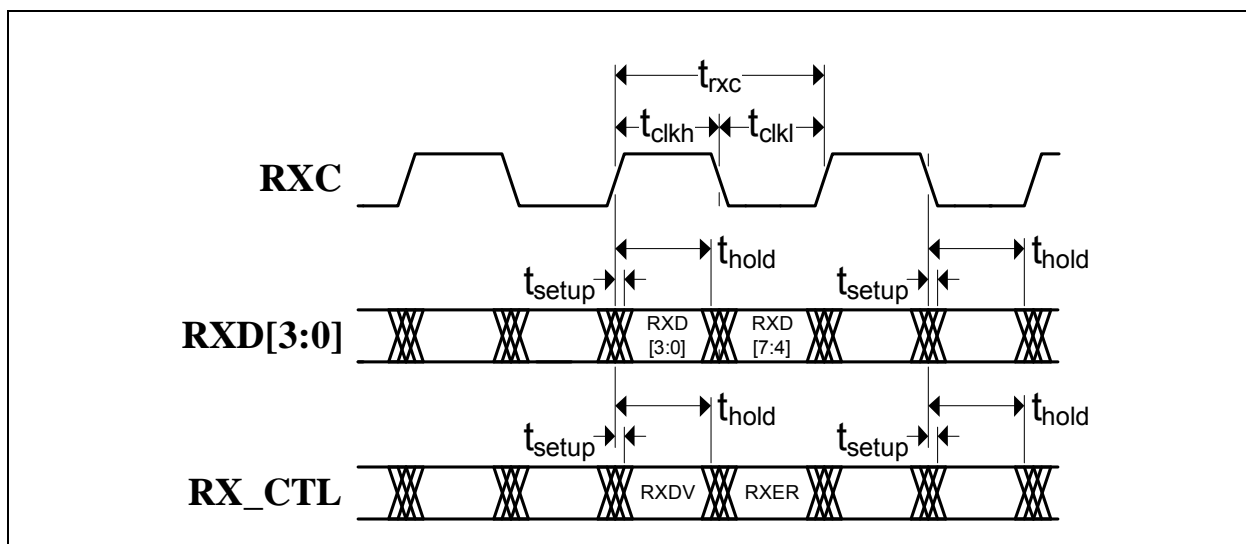 t_rxc
t_clkh t_clkl
RXC
t_hold t_hold
t_setup t_setup
RXD[3:0]
RXD RXD
[3:0] [7:4]
t_hold t_hold
t_setup t_setup
RX_CTL
RXDV RXER